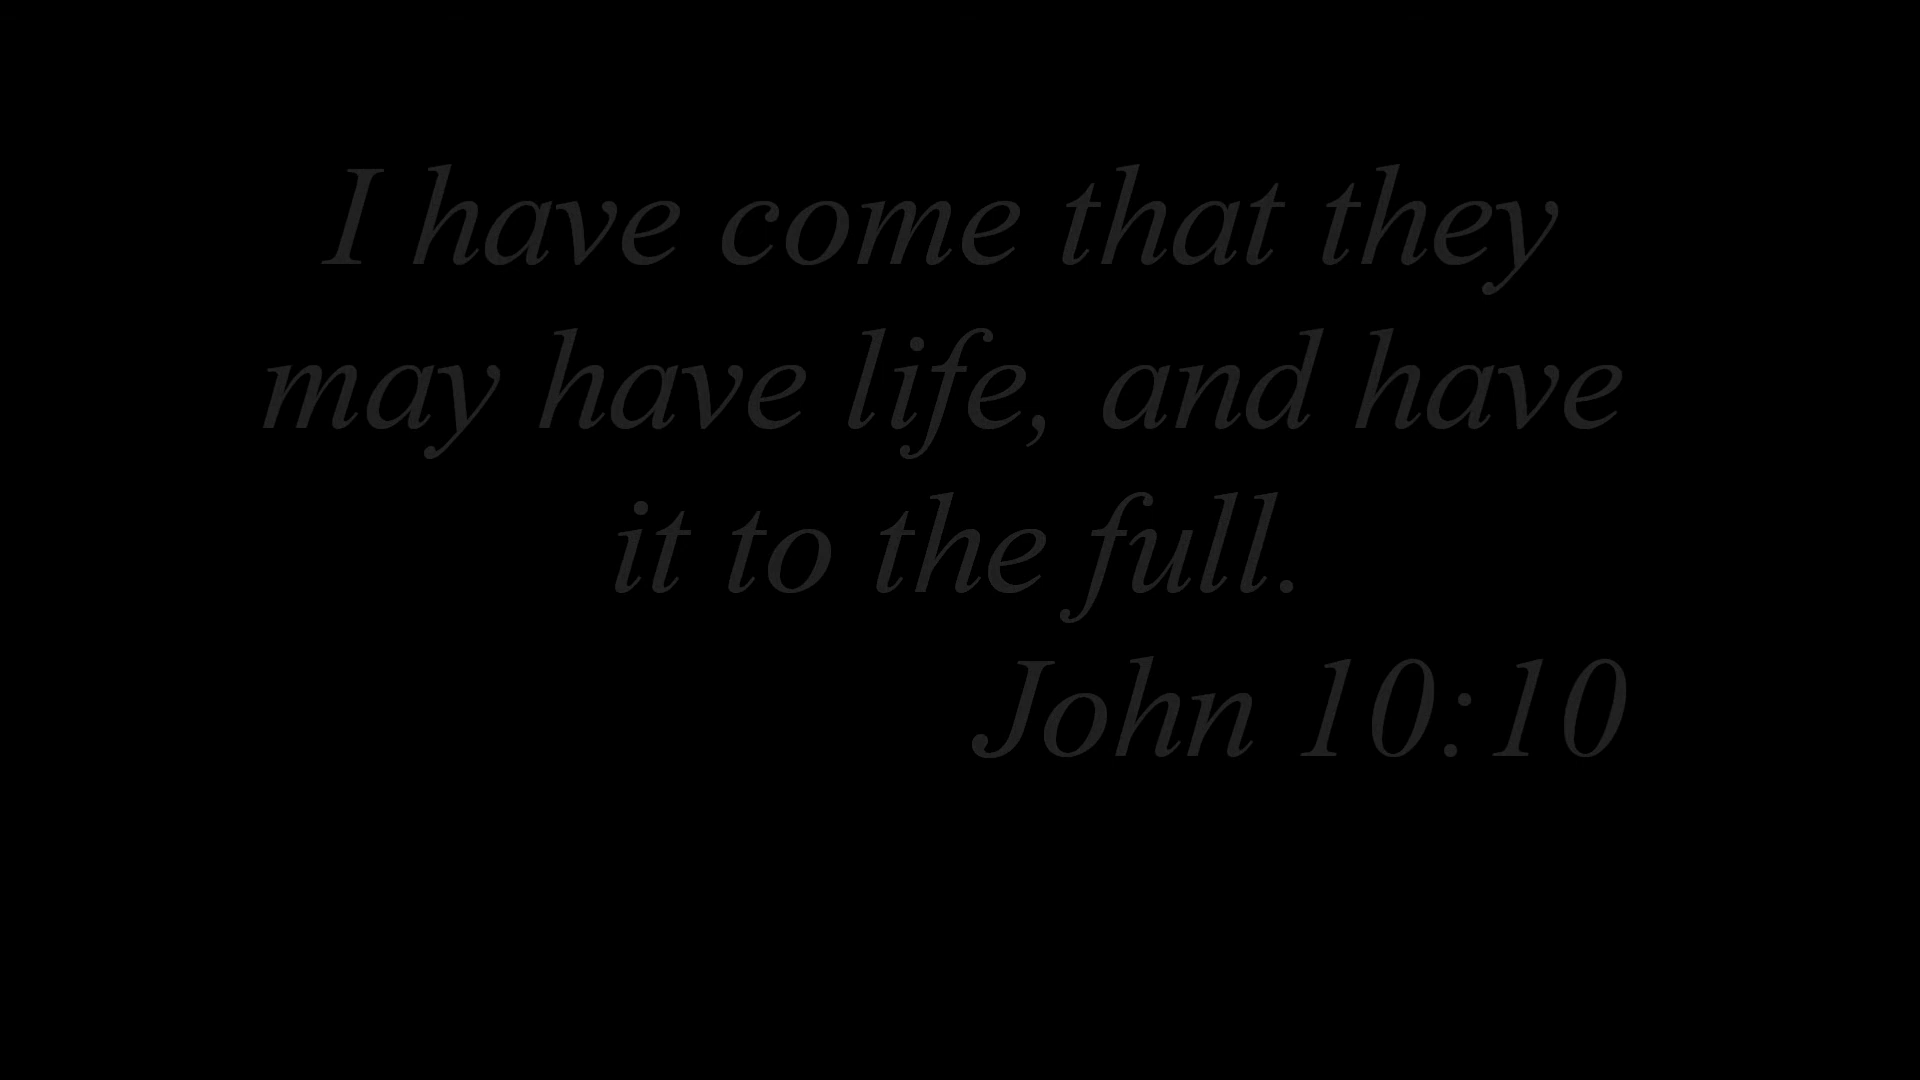 I have come that they
may have life, and have
it to the full.
John 10:10